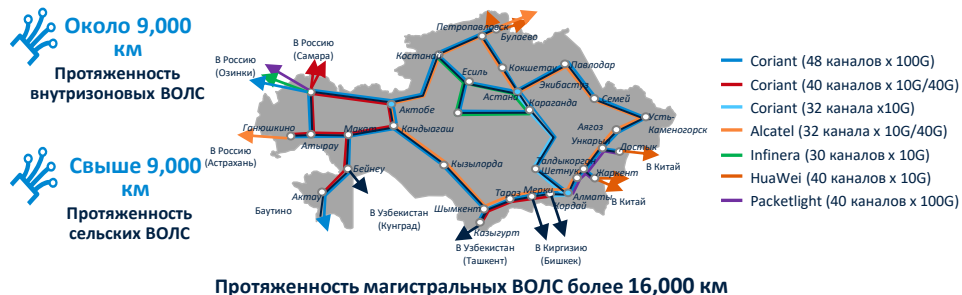 Около 9,000
км
Протяженность
внутризоновых ВОЛС
Свыше 9,000
км
Протяженность
сельских ВОЛС
В Россию
(Озинки)
В Россию
(Самара)
Петропавловск
Булаево
Костанай
Кокшетау
Павлодар
Есиль
Экибастуз
Астана
Караганда
Семей
Усть-
Каменогорск
Актобе
Кандыагаш
Ганюшкино
Макат
Атырау
В Россию
(Астрахань)
Бейнеу
Актау
Баутино
В Узбекистан
(Кунград)
Кызылорда
Шымкент
Казыгурт
В Узбекистан
(Ташкент)
Тараз
Мерки
Кордай
В Киргизию
(Бишкек)
Аягоз
Ункарын
Достык
В Китай
Талдыкорган
Шетнук
Жаркент
Алматы
В Китай
Coriant (48 каналов х 100G)
Coriant (40 каналов х 10G/40G)
Coriant (32 канала х10G)
Alcatel (32 канала х 10G/40G)
Infinera (30 каналов х 10G)
HuaWei (40 каналов х 10G)
Packetlight (40 каналов х 100G)
Протяженность магистральных ВОЛС более 16,000 км